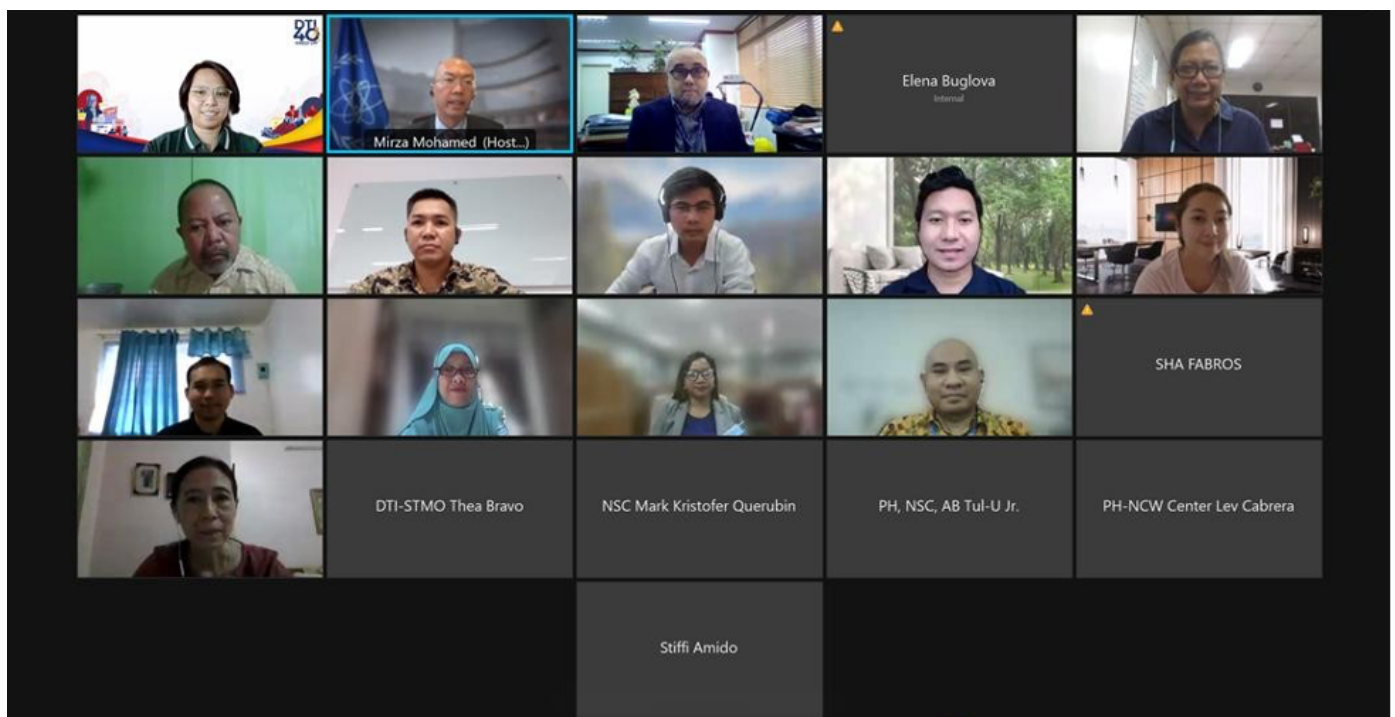 DTI
40
Mirza Mohamed (Host...)
Elena Buglova
Internal
SHA FABROS
DTI-STMO Thea Bravo
NSC Mark Kristofer Querubin
PH, NSC, AB Tul-U Jr.
PH-NCW Center Lev Cabrera
Stiffi Amido